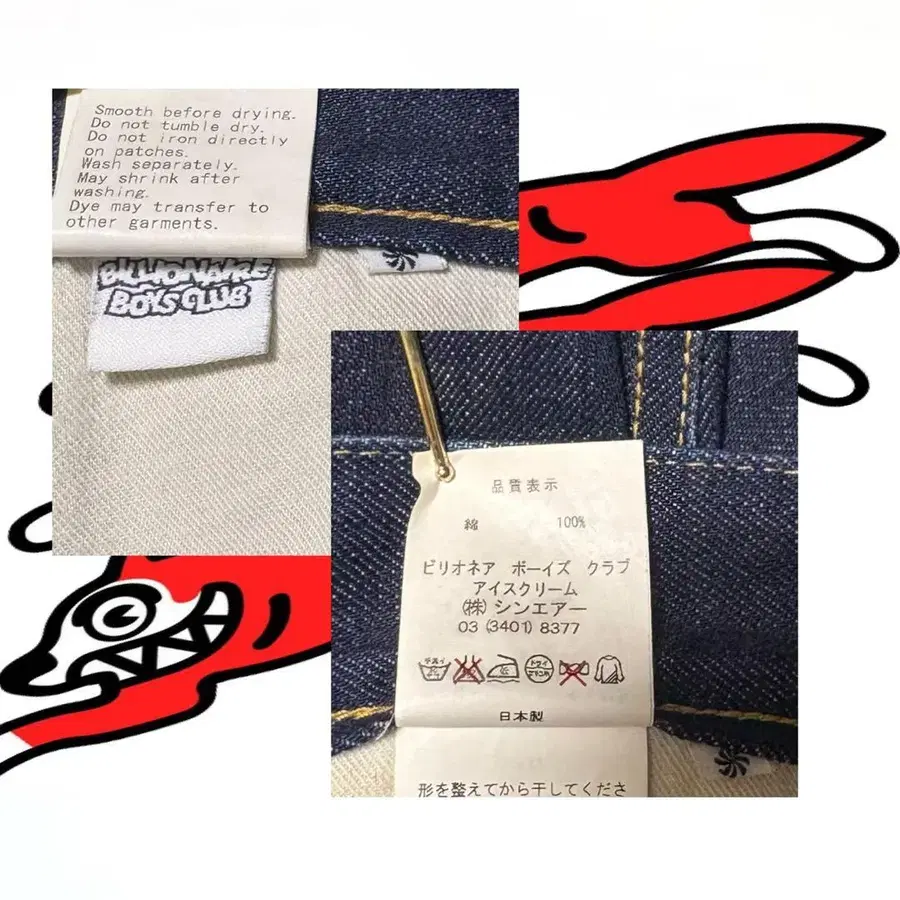 Smooth before drying.
Do not tumble dry.
Do not iron directly
on patches.
Wash separately.
May shrink after
washing.
Dye may transfer to
other garments.
BILLIONAIRE
BOYS CLUB
品質表示
綿 100%
ビリオネア ボーイズ クラブ
アイスクリーム
㈱ シンエアー
03 (3401) 8377
日本製
形を整えてから干してくださ